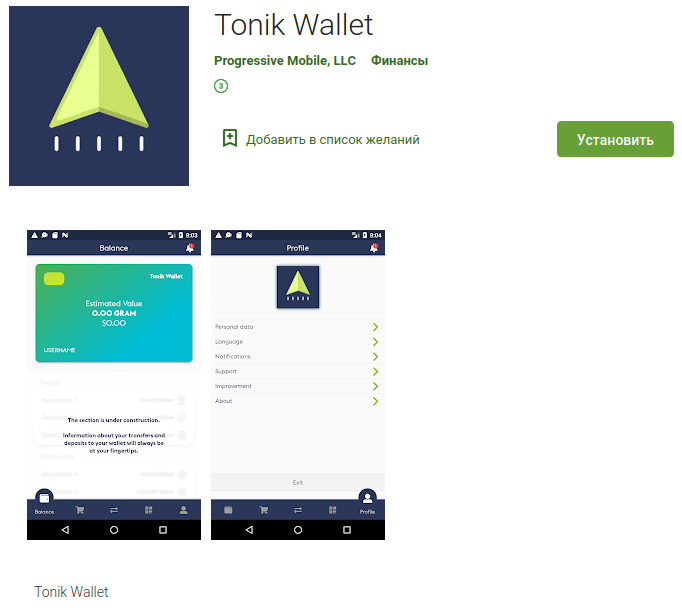 Tonik Wallet
Progressive Mobile, LLC Финансы
3
Добавить в список желаний
Установить
8:03
Balance
Tonik Wallet
Estimated Value
0.00 GRAM
$0.00
USERNAME
The section is under construction.
Information about your transfers and
deposits to your wallet will always be
at your fingertips.
Balance
8:04
Profile
Personal data
Language
Notifications
Support
Improvement
About
Exit
Profile
Tonik Wallet